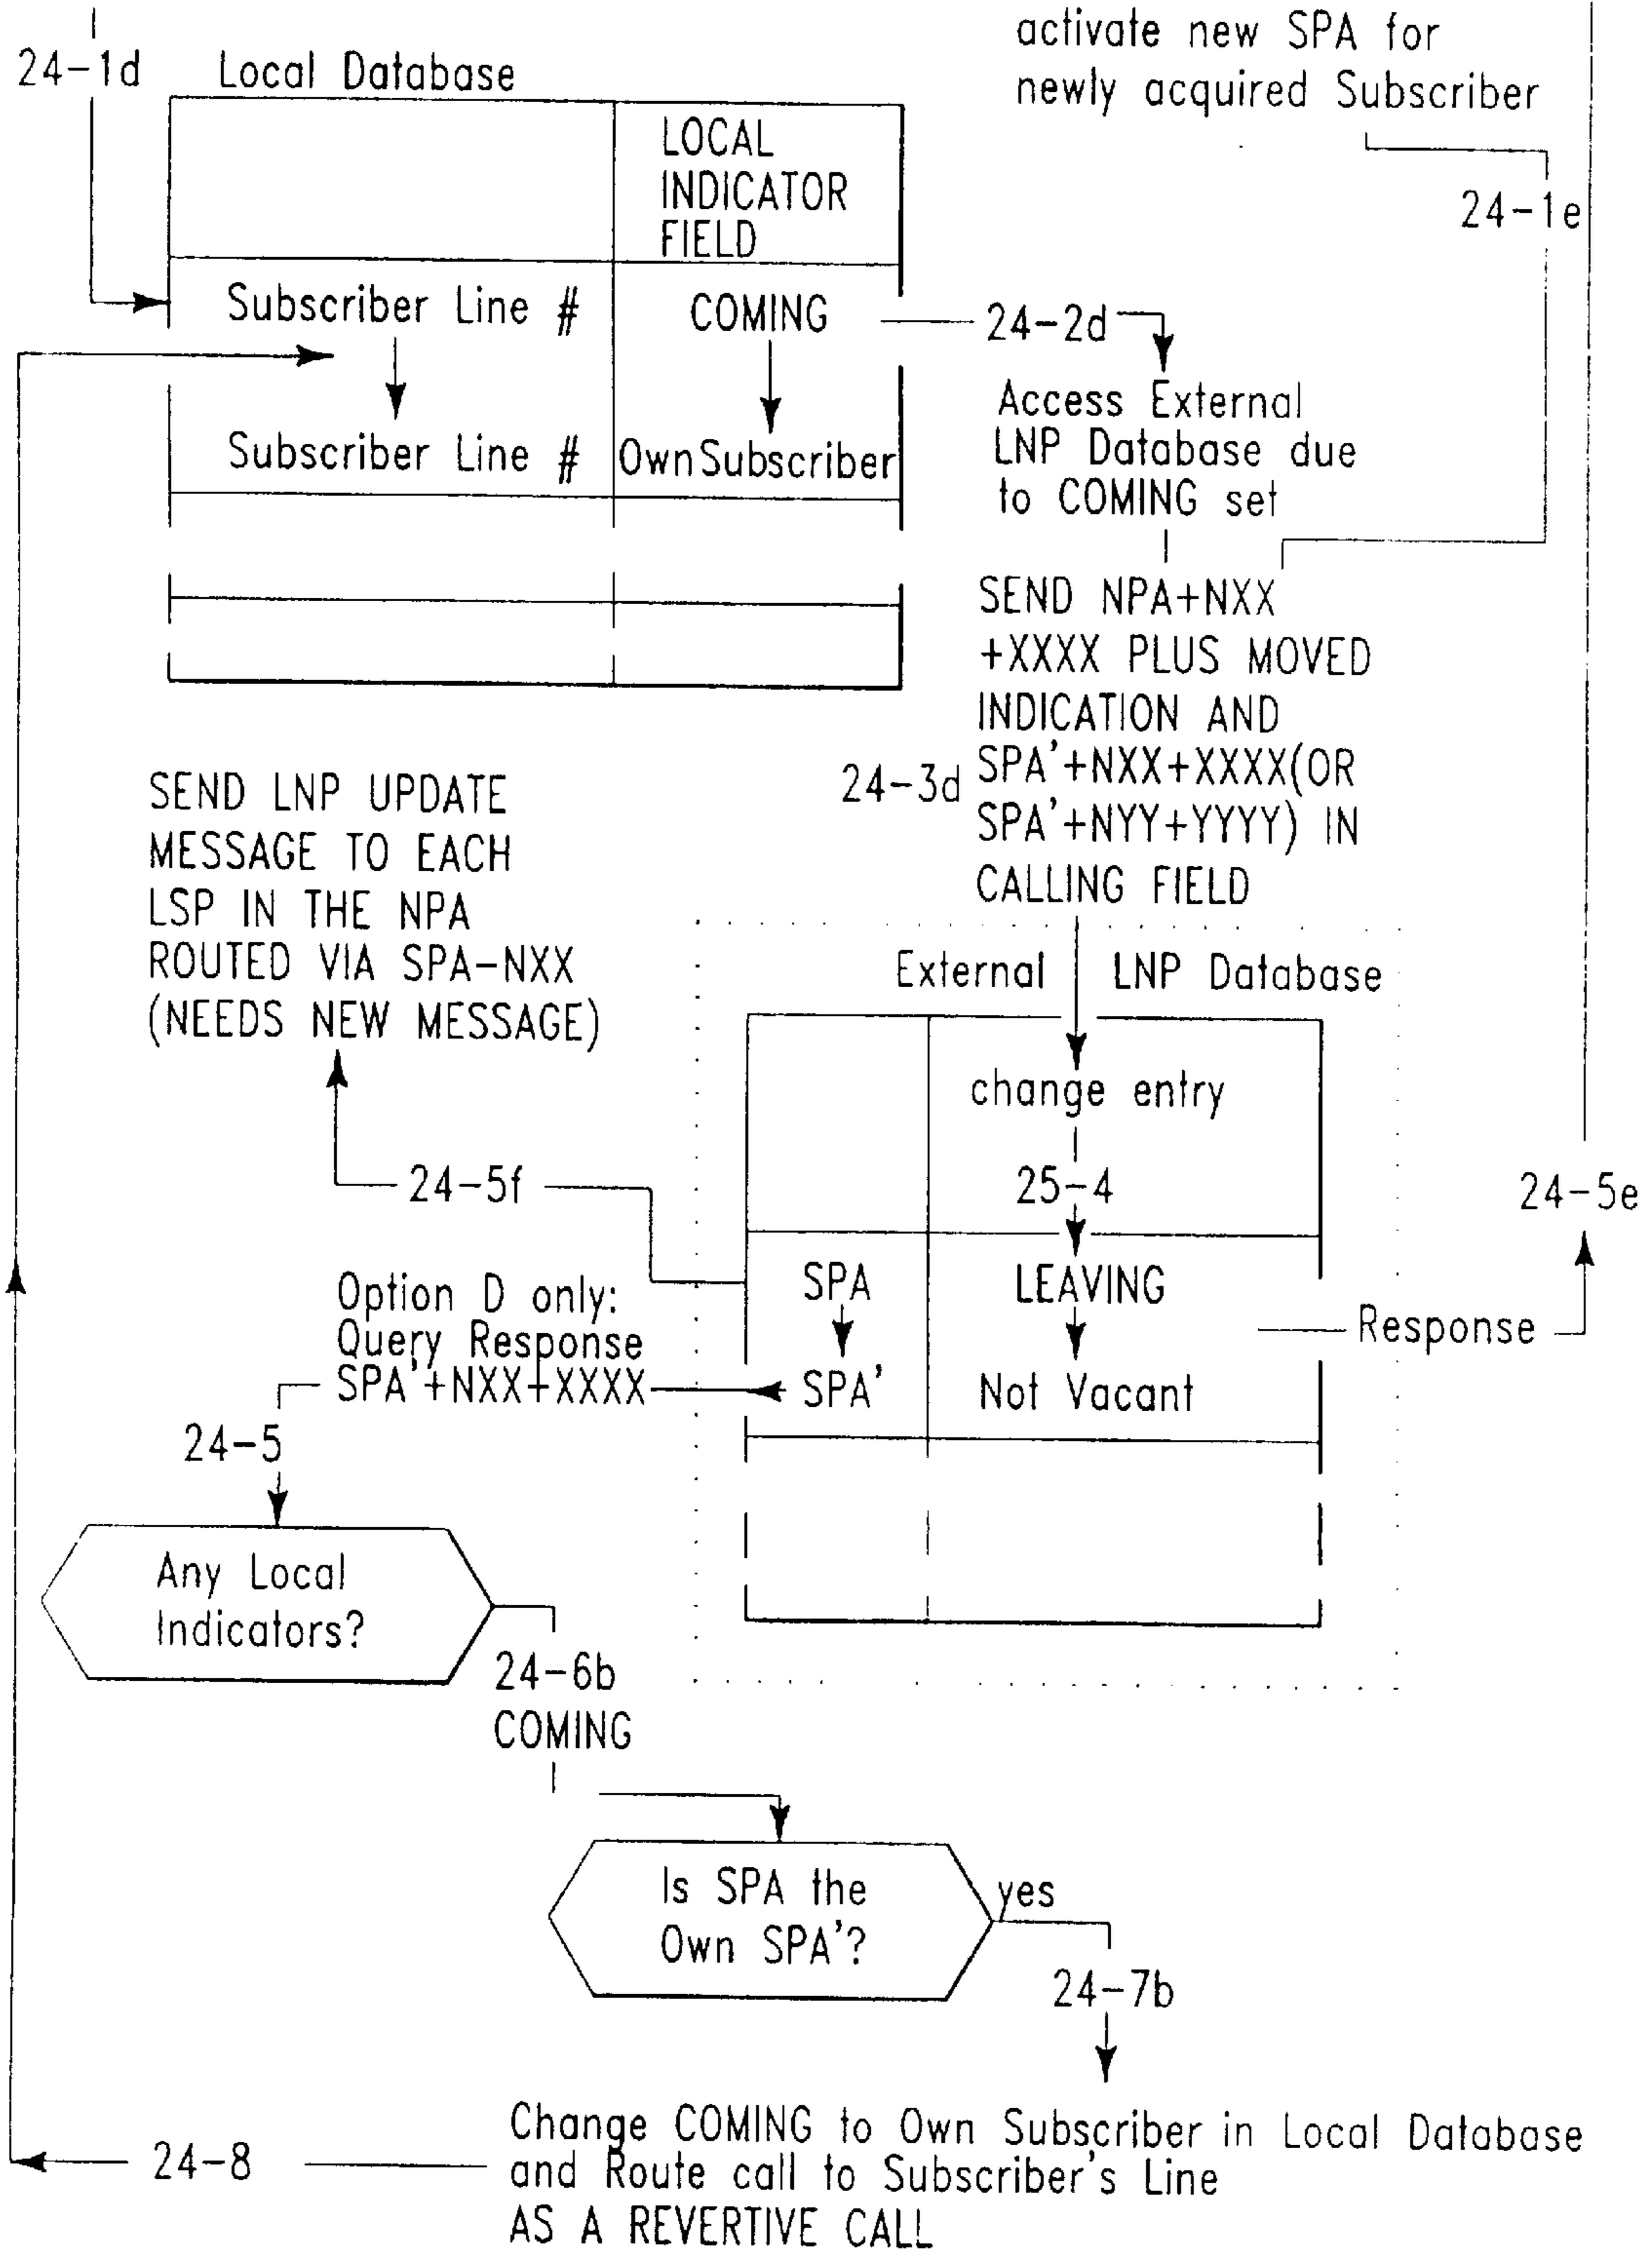 activate new SPA for
newly acquired Subscriber
24-1d
Local Database
24-1e
LOCAL
INDICATOR
FIELD
Subscriber Line #
COMING
24-2d
Subscriber Line #
Own Subscriber
Access External
LNP Database due
to COMING set
SEND NPA+NXX
+XXXX PLUS MOVED
INDICATION AND
SPA'+NXX+XXXX(OR
SPA'+NYY+YYYY) IN
CALLING FIELD
24-3d
SEND LNP UPDATE
MESSAGE TO EACH
LSP IN THE NPA
ROUTED VIA SPA-NXX
(NEEDS NEW MESSAGE)
External LNP Database
change entry
25-4
24-5f
24-5e
SPA
LEAVING
Response
SPA'
Not Vacant
Option D only:
Query Response
SPA'+NXX+XXXX
24-5
Any Local
Indicators?
24-6b
COMING
Is SPA the
Own SPA'?
yes
24-7b
Change COMING to Own Subscriber in Local Database
and Route call to Subscriber's Line
AS A REVERTIVE CALL
24-8